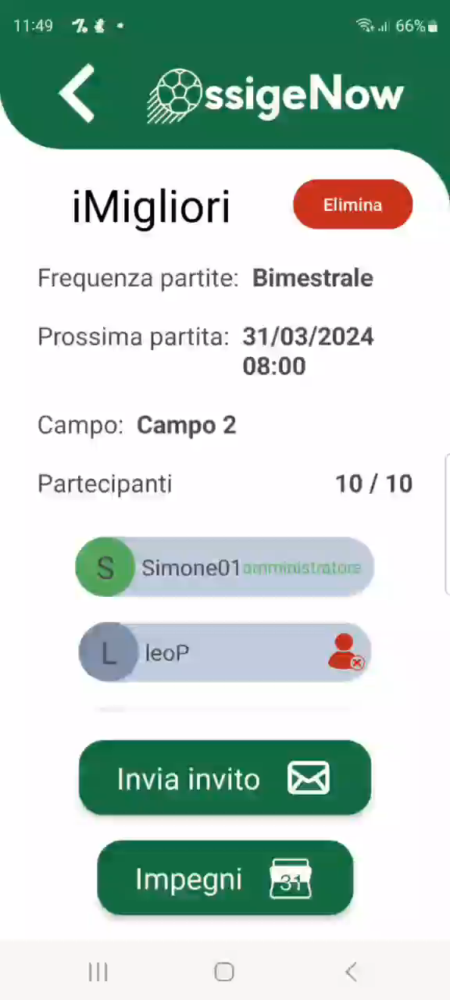 11:49 66%
OssigeNow
iMigliori Elimina
Frequenza partite: Bimestrale
Prossima partita: 31/03/2024
08:00
Campo: Campo 2
Partecipanti 10 / 10
S Simone01 amministratore
L leoP
Invia invito
Impegni 31